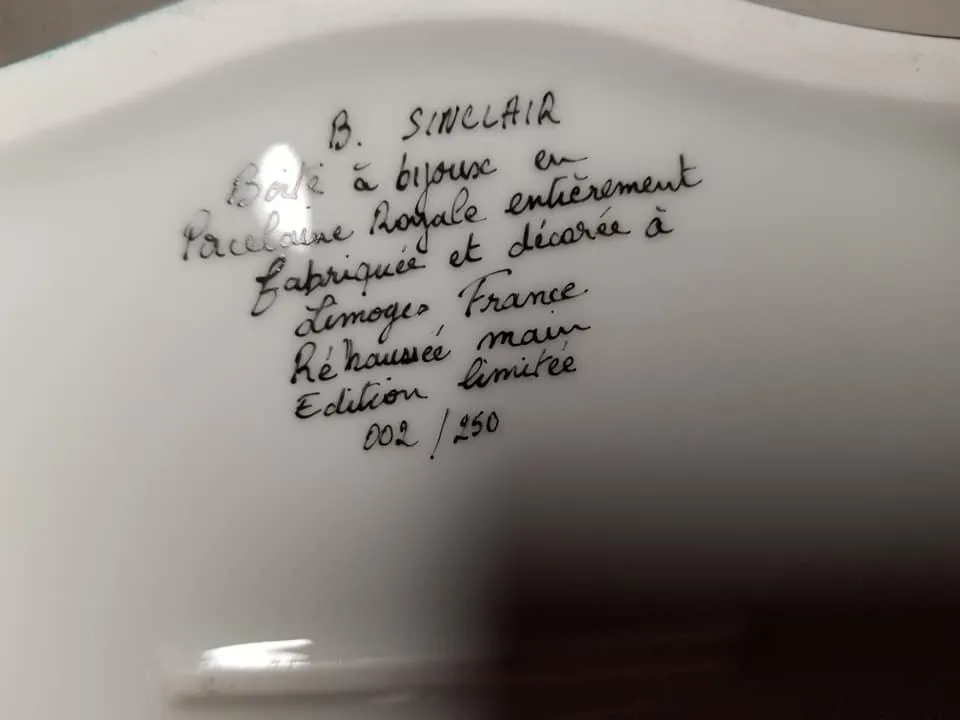 B. SINCLAIR
Boite à bijoux en
Porcelaine Royale entièrement
fabriquée et décorée à
Limoges France
Réhaussée main
Edition limitée
002 / 250